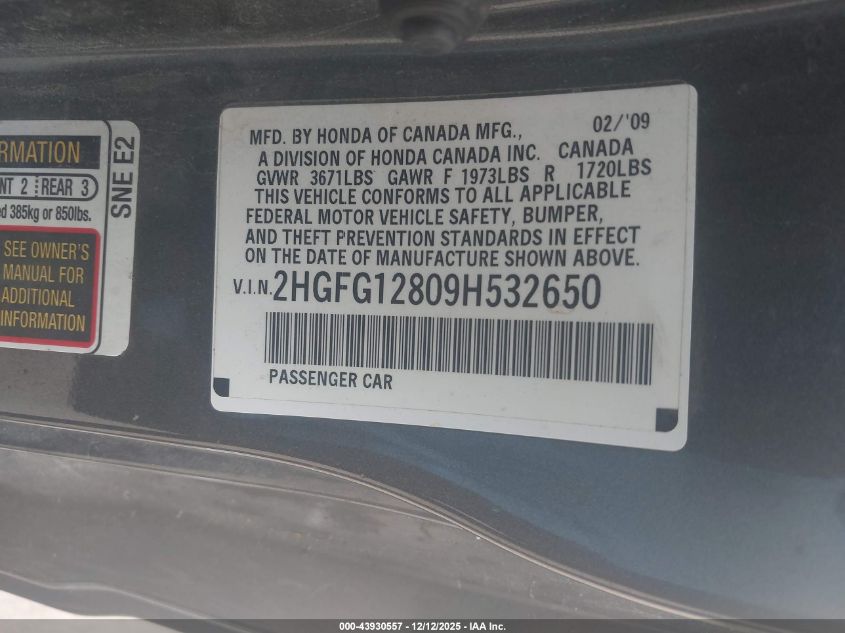 RMATION
NT 2 REAR 3
d 385kg or 850lbs.
SEE OWNER'S
MANUAL FOR
ADDITIONAL
INFORMATION
SNE E2
02/'09
MFD. BY HONDA OF CANADA MFG.,
A DIVISION OF HONDA CANADA INC. CANADA
GVWR 3671LBS GAWR F 1973LBS R 1720LBS
THIS VEHICLE CONFORMS TO ALL APPLICABLE
FEDERAL MOTOR VEHICLE SAFETY, BUMPER,
AND THEFT PREVENTION STANDARDS IN EFFECT
ON THE DATE OF MANUFACTURE SHOWN ABOVE.
V.I.N. 2HGFG12809H532650
PASSENGER CAR
000-43930557 - 12/12/2025 - IAA Inc.